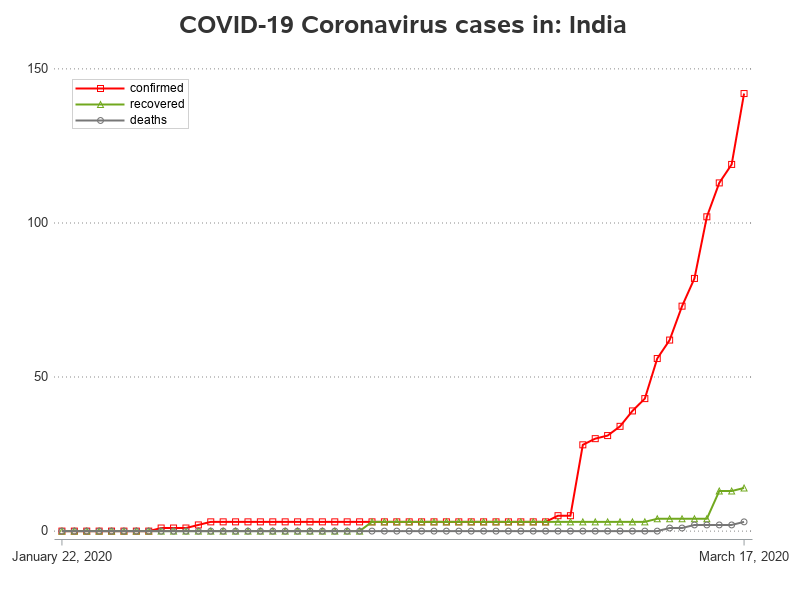 COVID-19 Coronavirus cases in: India
150
confirmed
recovered
deaths
100
50
0
January 22, 2020
March 17, 2020